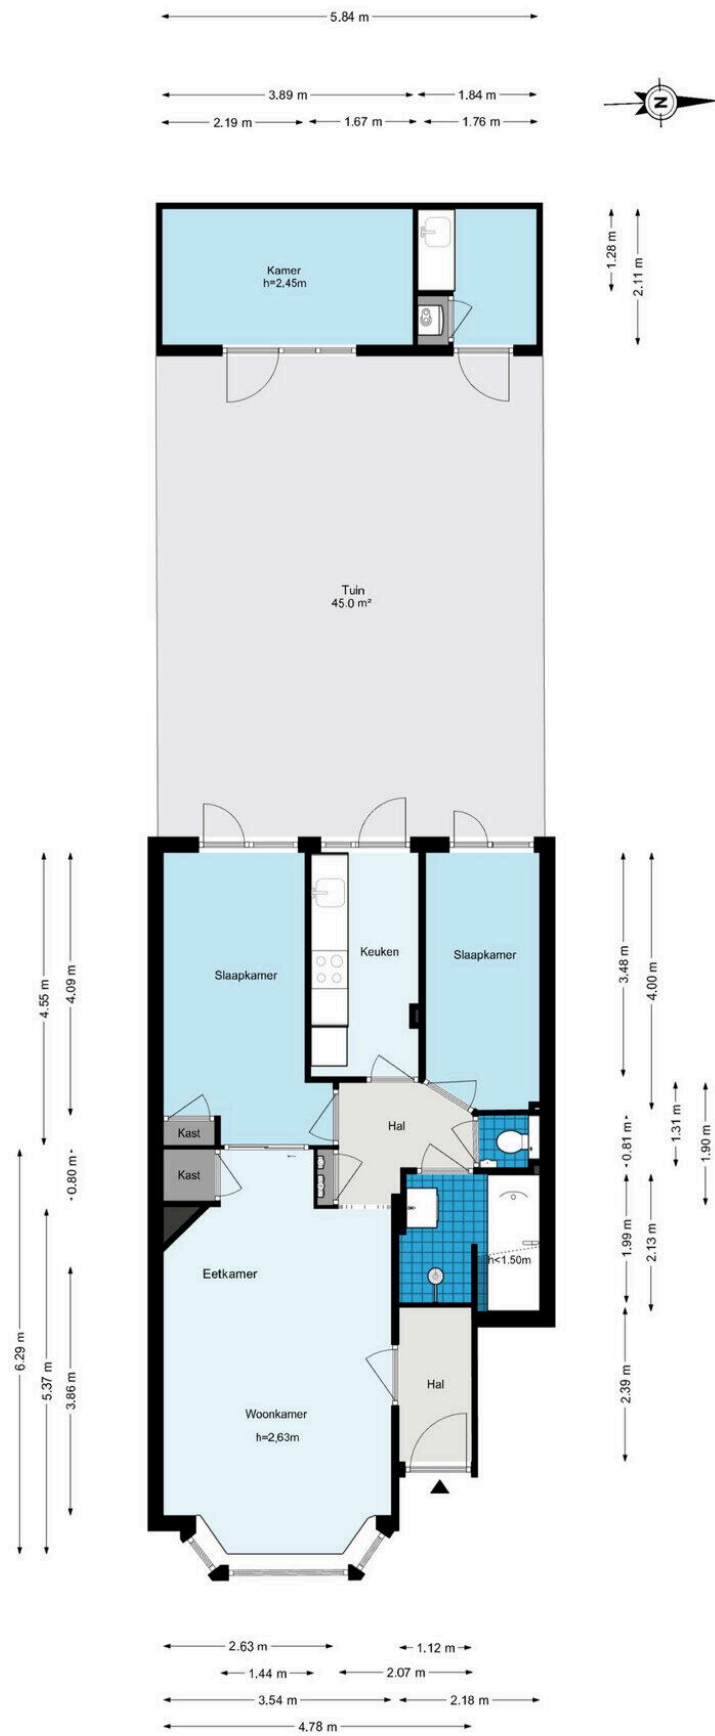 5.84 m
3.89 m
1.84 m
N
2.19 m
1.67 m
1.76 m
Kamer
h=2,45m
1.28 m
2.11 m
Tuin
45.0 m²
4.55 m
4.09 m
Slaapkamer
Keuken
Slaapkamer
3.48 m
4.00 m
Kast
Hal
0.81 m
1.31 m
1.90 m
Kast
0.80 m
Eetkamer
h<1.50m
1.99 m
2.13 m
6.29 m
5.37 m
3.86 m
Woonkamer
h=2,63m
Hal
2.39 m
2.63 m
1.12 m
1.44 m
2.07 m
3.54 m
2.18 m
4.78 m